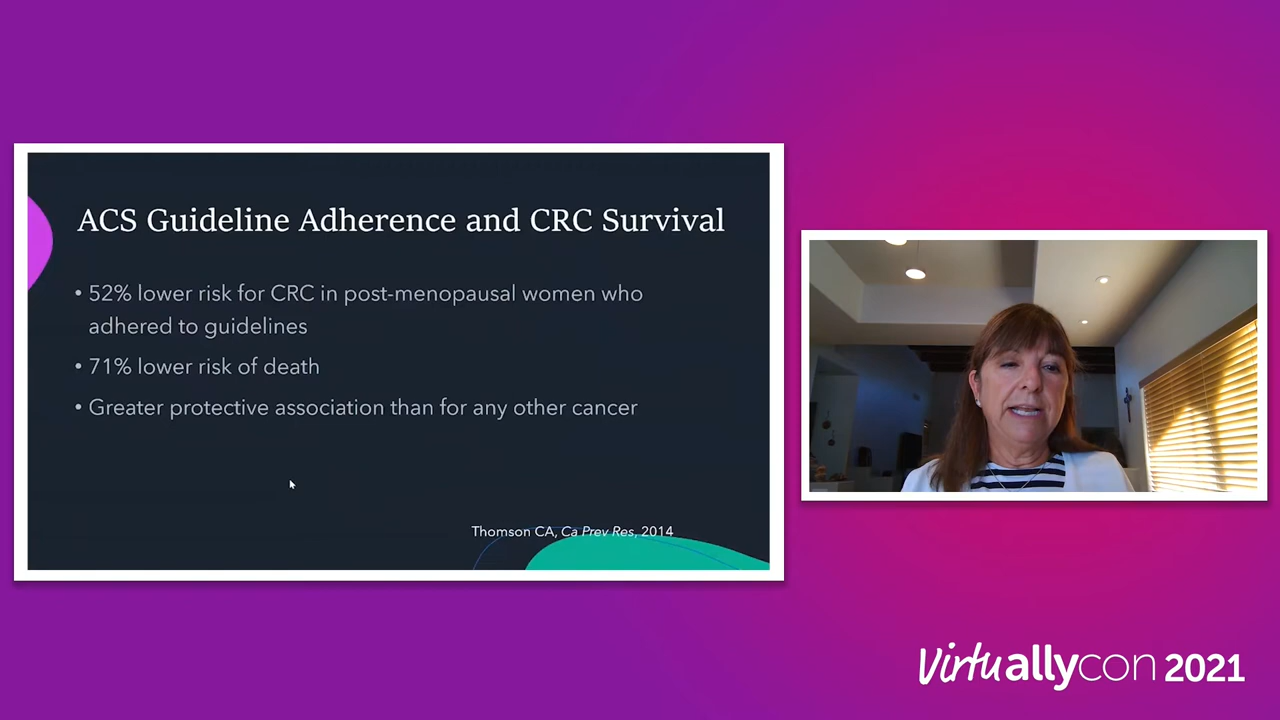 ACS Guideline Adherence and CRC Survival
• 52% lower risk for CRC in post-menopausal women who
adhered to guidelines
• 71% lower risk of death
• Greater protective association than for any other cancer
Thomson CA, Ca Prev Res, 2014
Virtuallycon 2021